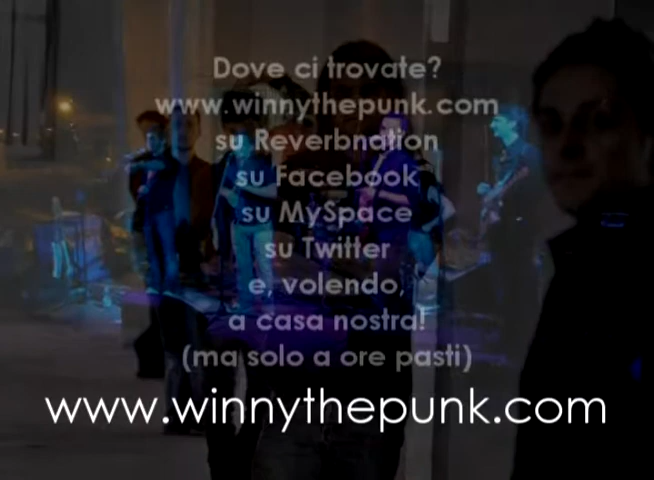 Dove ci trovate?
www.winnythepunk.com
su Reverbnation
su Facebook
su MySpace
su Twitter
e, volendo,
a casa nostra!
(ma solo a ore pasti)
www.winnythepunk.com